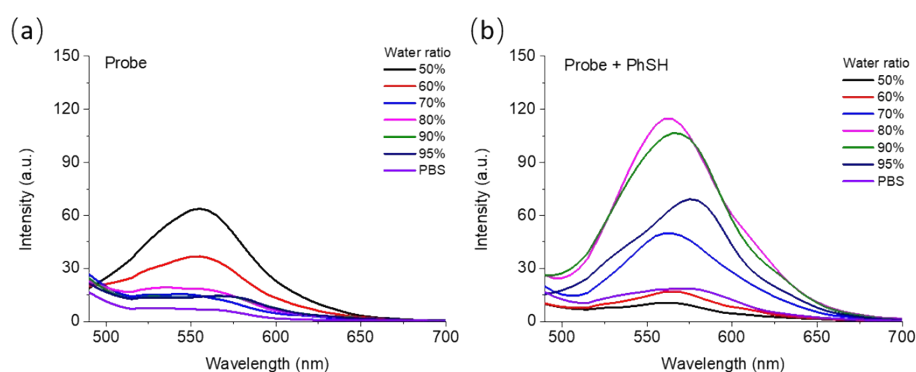 (a)
Probe
Water ratio
50%
60%
70%
80%
90%
95%
PBS
150
120
90
60
30
0
Intensity (a.u.)
500
550
600
650
700
Wavelength (nm)
(b)
Probe + PhSH
Water ratio
50%
60%
70%
80%
90%
95%
PBS
150
120
90
60
30
0
Intensity (a.u.)
500
550
600
650
700
Wavelength (nm)